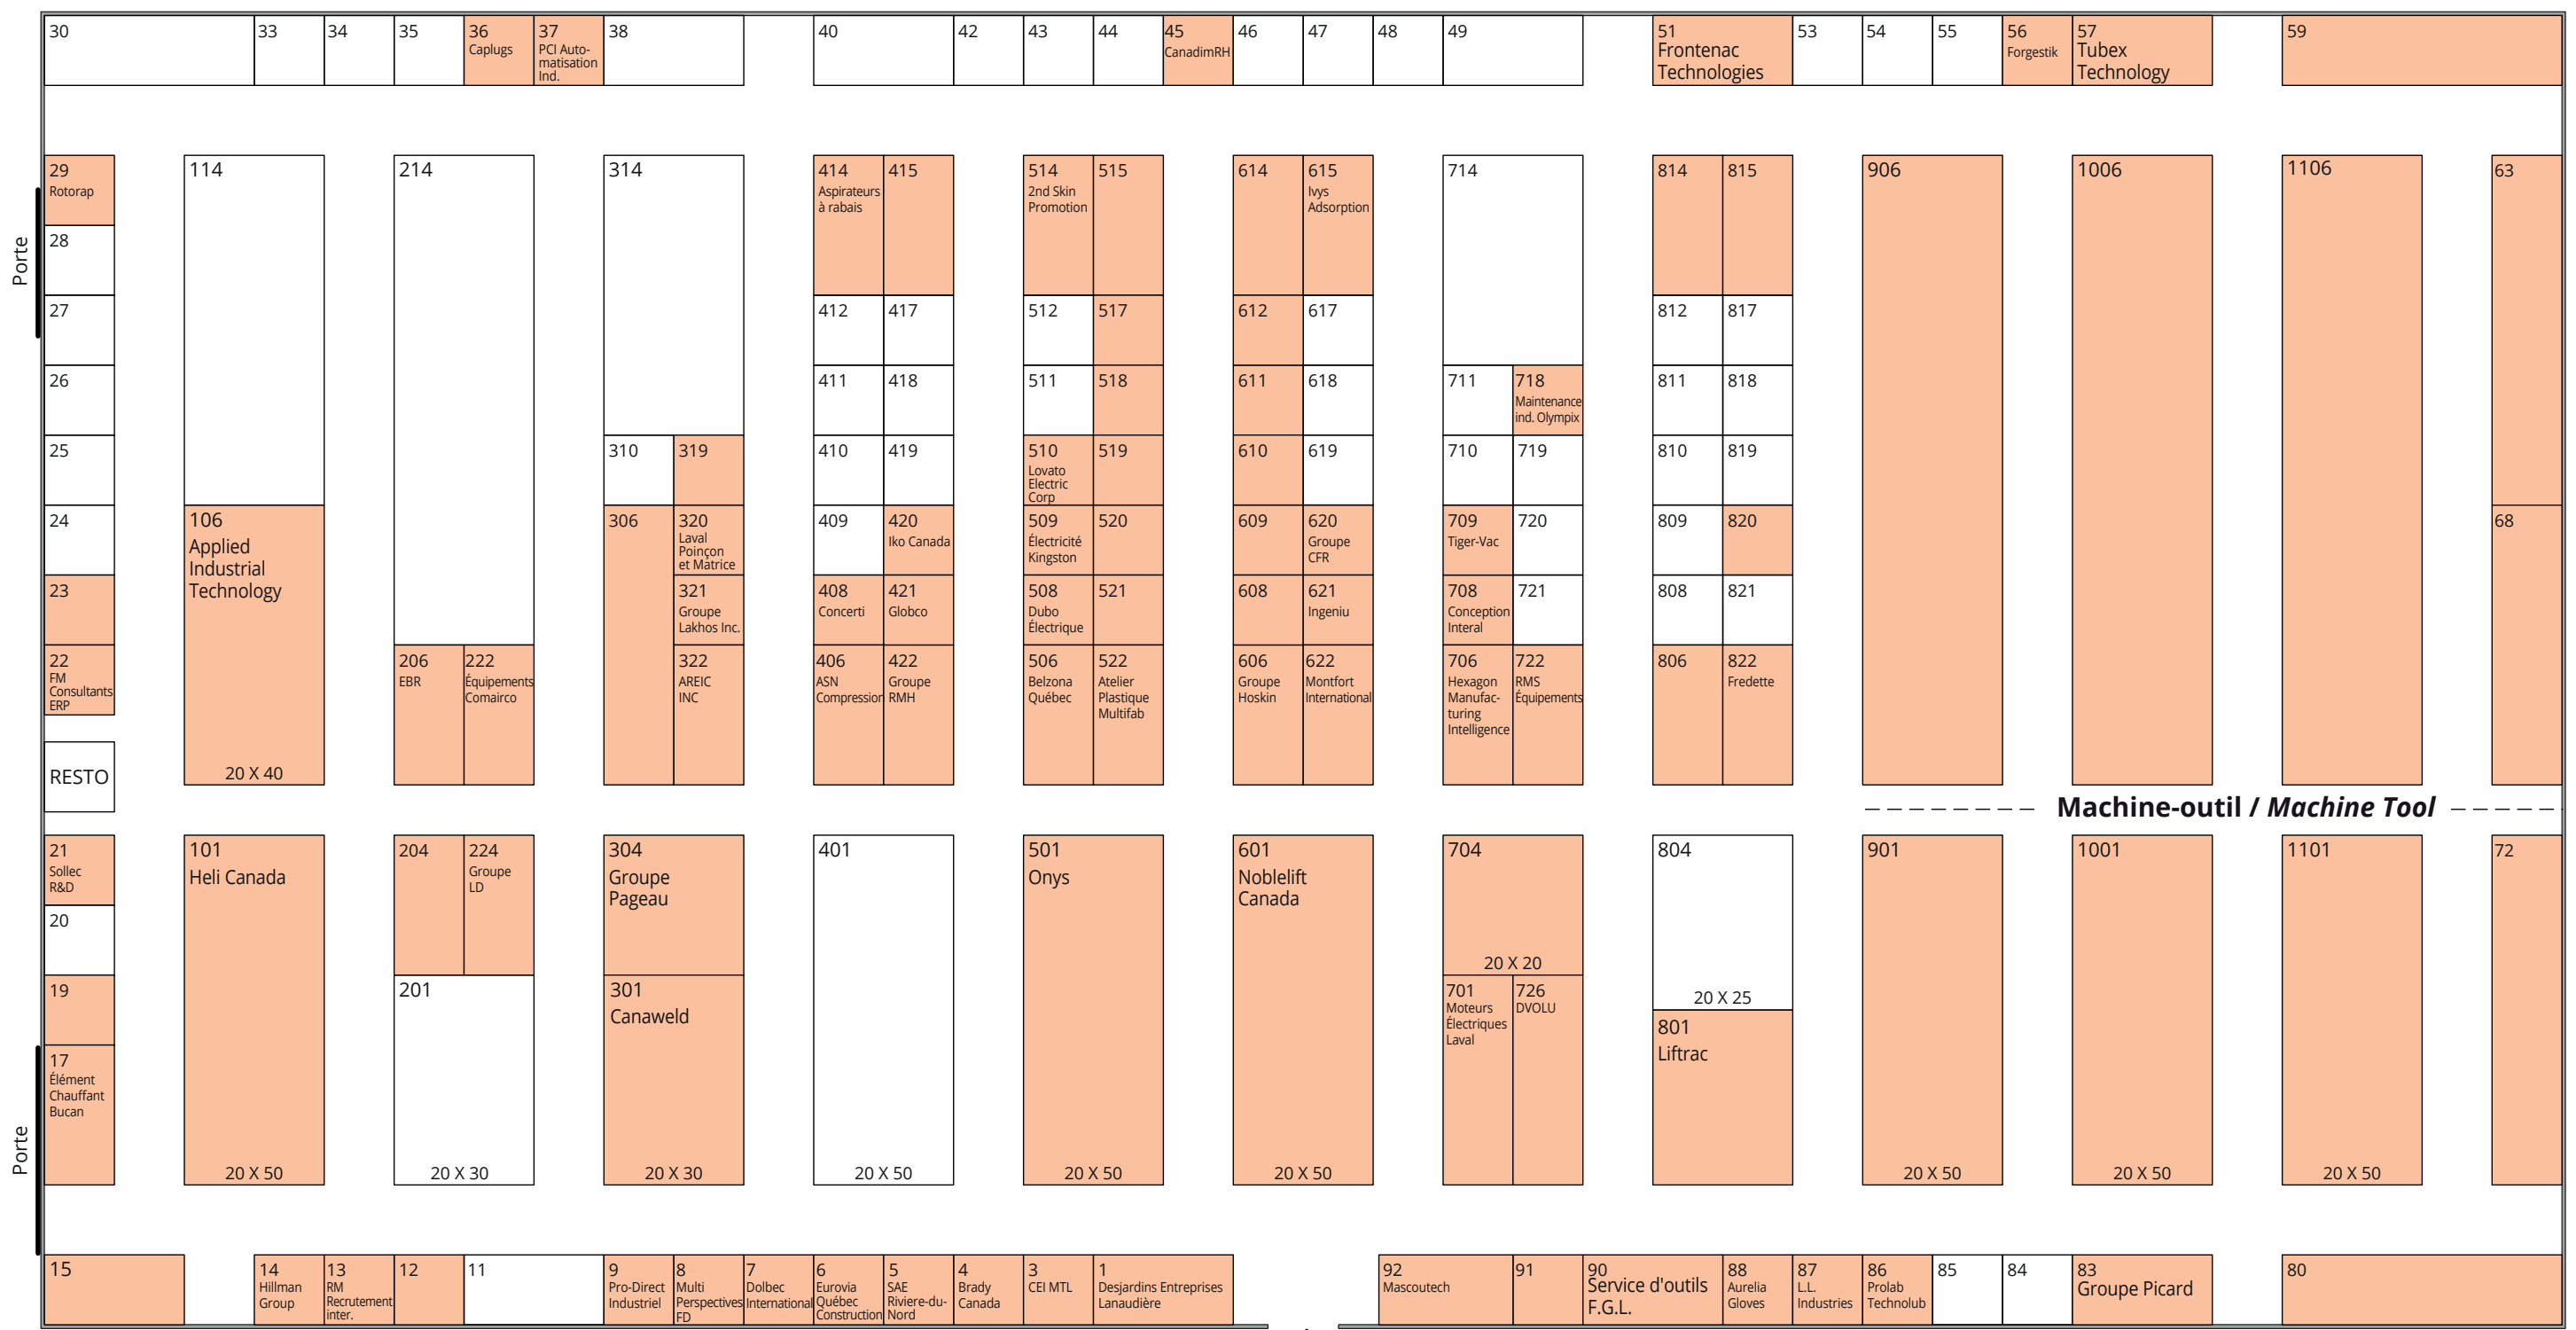 30
33
34
35
36
Caplugs
37
PCI Auto-
matisation
Ind.
38
40
42
43
44
45
CanadimRH
46
47
48
49
51
Frontenac
Technologies
53
54
55
56
Forgestik
57
Tubex
Technology
59
Porte
29
Rotorap
28
27
26
25
24
23
22
FM
Consultants
ERP
RESTO
114
106
Applied
Industrial
Technology
20 X 40
214
206
EBR
222
Équipements
Comairco
314
310
319
306
320
Laval
Poinçon
et Matrice
321
Groupe
Lakhos Inc.
322
AREIC
INC
414
Aspirateurs
à rabais
415
412
417
411
418
410
419
409
420
Iko Canada
408
Concerti
421
Globco
406
ASN
Compression
422
Groupe
RMH
514
2nd Skin
Promotion
515
512
517
511
518
510
Lovato
Electric
Corp
519
509
Électricité
Kingston
520
508
Dubo
Électrique
521
506
Belzona
Québec
522
Atelier
Plastique
Multifab
614
615
Ivys
Adsorption
612
617
611
618
610
619
609
620
Groupe
CFR
608
621
Ingeniu
606
Groupe
Hoskin
622
Montfort
International
714
711
718
Maintenance
ind. Olympix
710
719
709
Tiger-Vac
720
708
Conception
Interal
721
706
Hexagon
Manufac-
turing
Intelligence
722
RMS
Équipements
814
815
812
817
811
818
810
819
809
820
808
821
806
822
Fredette
906
1006
1106
63
68
Machine-outil / Machine Tool
Porte
21
Sollec
R&D
20
19
17
Élément
Chauffant
Bucan
101
Heli Canada
20 X 50
204
224
Groupe
LD
201
20 X 30
304
Groupe
Pageau
301
Canaweld
20 X 30
401
20 X 50
501
Onys
20 X 50
601
Noblelift
Canada
20 X 50
704
20 X 20
701
Moteurs
Électriques
Laval
726
DVOLU
804
20 X 25
801
Liftrac
901
20 X 50
1001
20 X 50
1101
20 X 50
72
15
14
Hillman
Group
13
RM
Recrutement
inter.
12
11
9
Pro-Direct
Industriel
8
Multi
Perspectives
FD
7
Dolbec
International
6
Eurovia
Québec
Construction
5
SAE
Riviere-du-
Nord
4
Brady
Canada
3
CEI MTL
1
Desjardins Entreprises
Lanaudière
92
Mascoutech
91
90
Service d'outils
F.G.L.
88
Aurelia
Gloves
87
L.L.
Industries
86
Prolab
Technolub
85
84
83
Groupe Picard
80